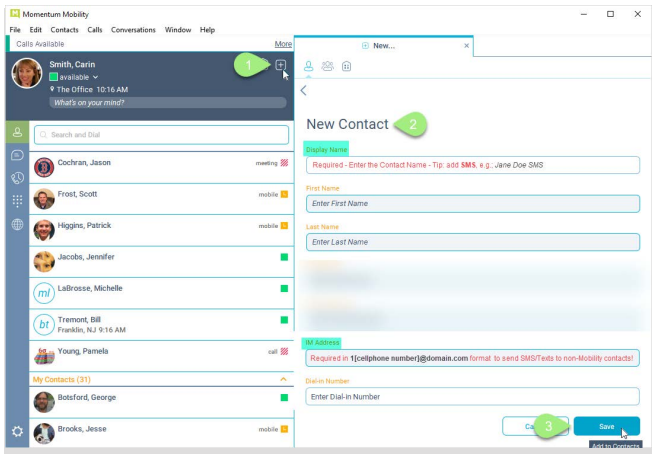 Momentum Mobility
File Edit Contacts Calls Conversations Window Help
Calls Available More
Smith, Carin
available
The Office 10:16 AM
What's on your mind?
1
Search and Dial
Cochran, Jason meeting
Frost, Scott mobile
Higgins, Patrick mobile
Jacobs, Jennifer
ml LaBrosse, Michelle
bt Tremont, Bill
Franklin, NJ 9:16 AM
Young, Pamela call
My Contacts (31)
Botsford, George
Brooks, Jesse mobile
New...
New Contact 2
Display Name
Required - Enter the Contact Name - Tip: add SMS, e.g.; Jane Doe SMS
First Name
Enter First Name
Last Name
Enter Last Name
IM Address
Required in 1[cellphone number]@domain.com format to send SMS/Texts to non-Mobility contacts!
Dial-in Number
Enter Dial-in Number
3 Save
Add to Contacts